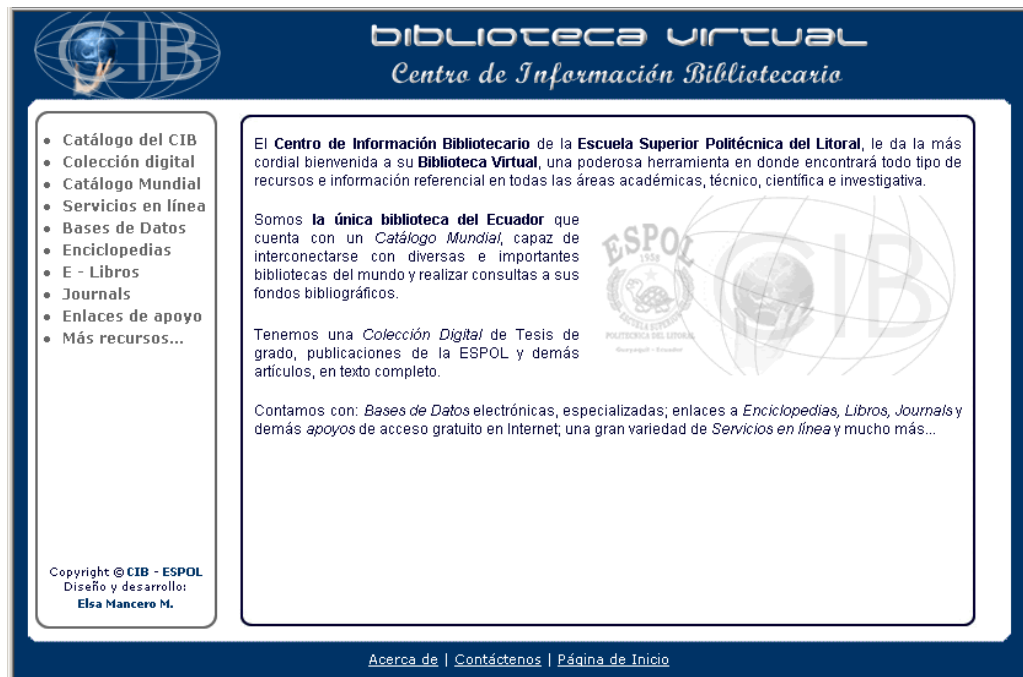 CIB
BIBLIOTECA VIRTUAL
Centro de Información Bibliotecario
Catálogo del CIB
Colección digital
Catálogo Mundial
Servicios en línea
Bases de Datos
Enciclopedias
E - Libros
Journals
Enlaces de apoyo
Más recursos...
Copyright © CIB - ESPOL
Diseño y desarrollo:
Elsa Mancero M.
El Centro de Información Bibliotecario de la Escuela Superior Politécnica del Litoral, le da la más
cordial bienvenida a su Biblioteca Virtual, una poderosa herramienta en donde encontrará todo tipo de
recursos e información referencial en todas las áreas académicas, técnico, científica e investigativa.
Somos la única biblioteca del Ecuador que
cuenta con un Catálogo Mundial, capaz de
interconectarse con diversas e importantes
bibliotecas del mundo y realizar consultas a sus
fondos bibliográficos.
Tenemos una Colección Digital de Tesis de
grado, publicaciones de la ESPOL y demás
artículos, en texto completo.
ESPOL
1958
ESCUELA SUPERIOR
POLITECNICA DEL LITORAL
Guayaquil - Ecuador
CIB
Contamos con: Bases de Datos electrónicas, especializadas; enlaces a Enciclopedias, Libros, Journals y
demás apoyos de acceso gratuito en Internet; una gran variedad de Servicios en línea y mucho más...
Acerca de | Contáctenos | Página de Inicio